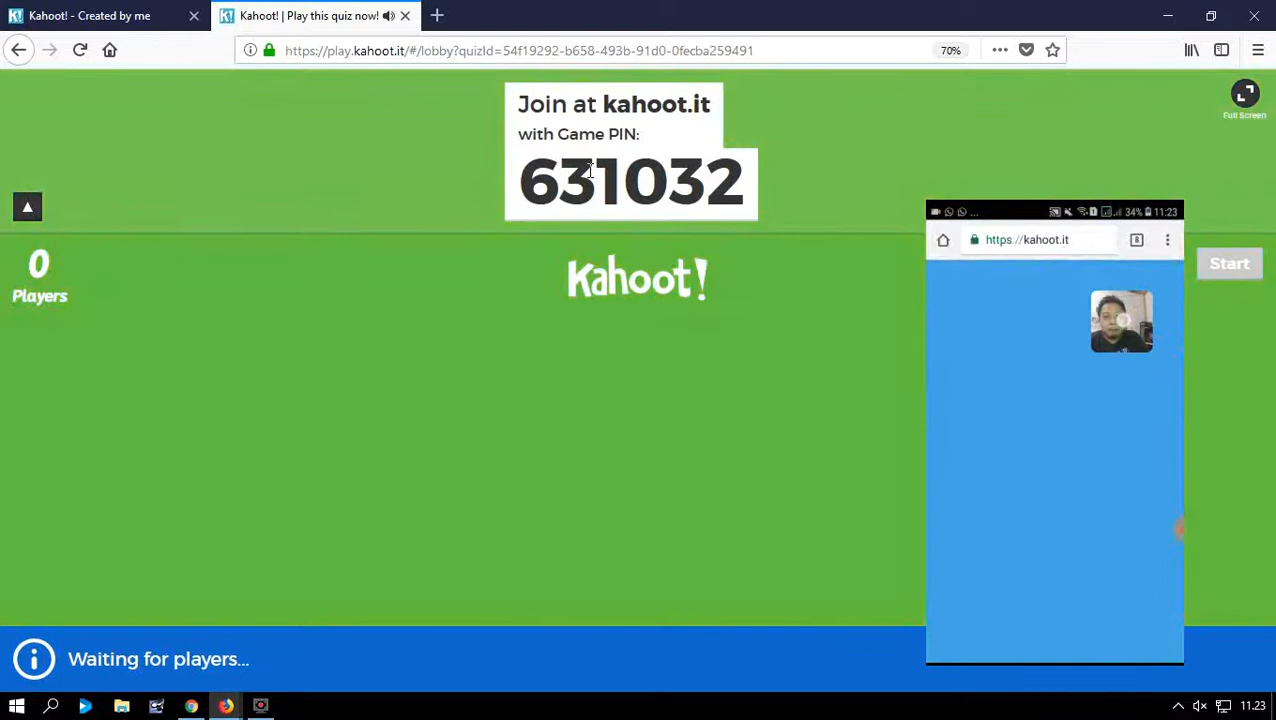 Kahoot! - Created by me
Kahoot! | Play this quiz now!
https://play.kahoot.it/#/lobby?quizId=54f19292-b658-493b-91d0-0fecba259491
70%
Join at kahoot.it
with Game PIN:
631032
Full Screen
34% 11:23
https://kahoot.it
8
0
Players
Kahoot!
Start
Waiting for players...
11.23